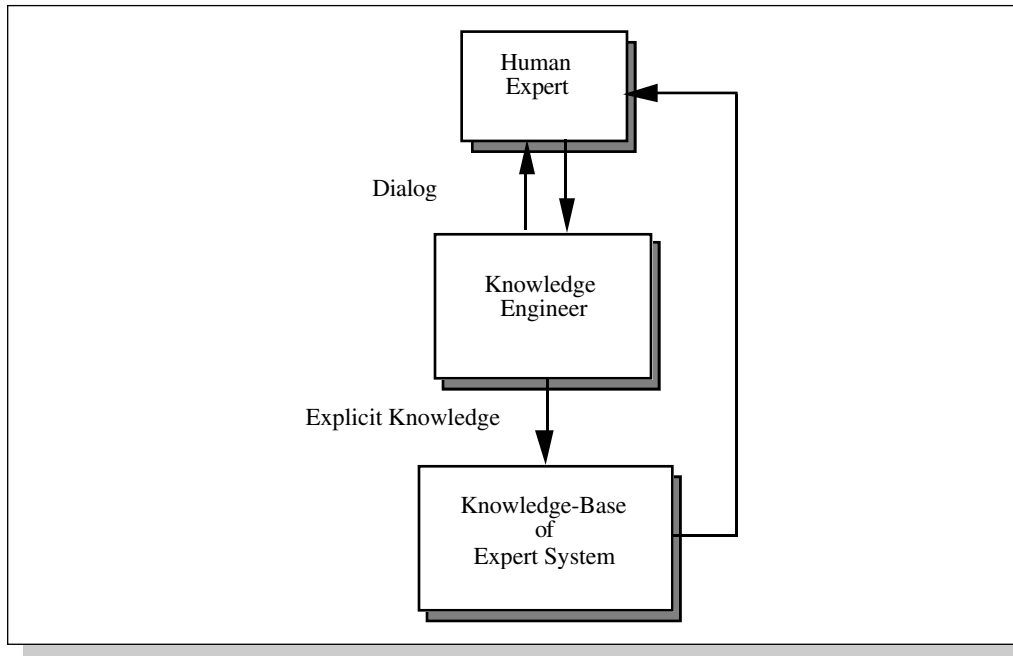 Human
Expert
Dialog
Knowledge
Engineer
Explicit Knowledge
Knowledge-Base
of
Expert System